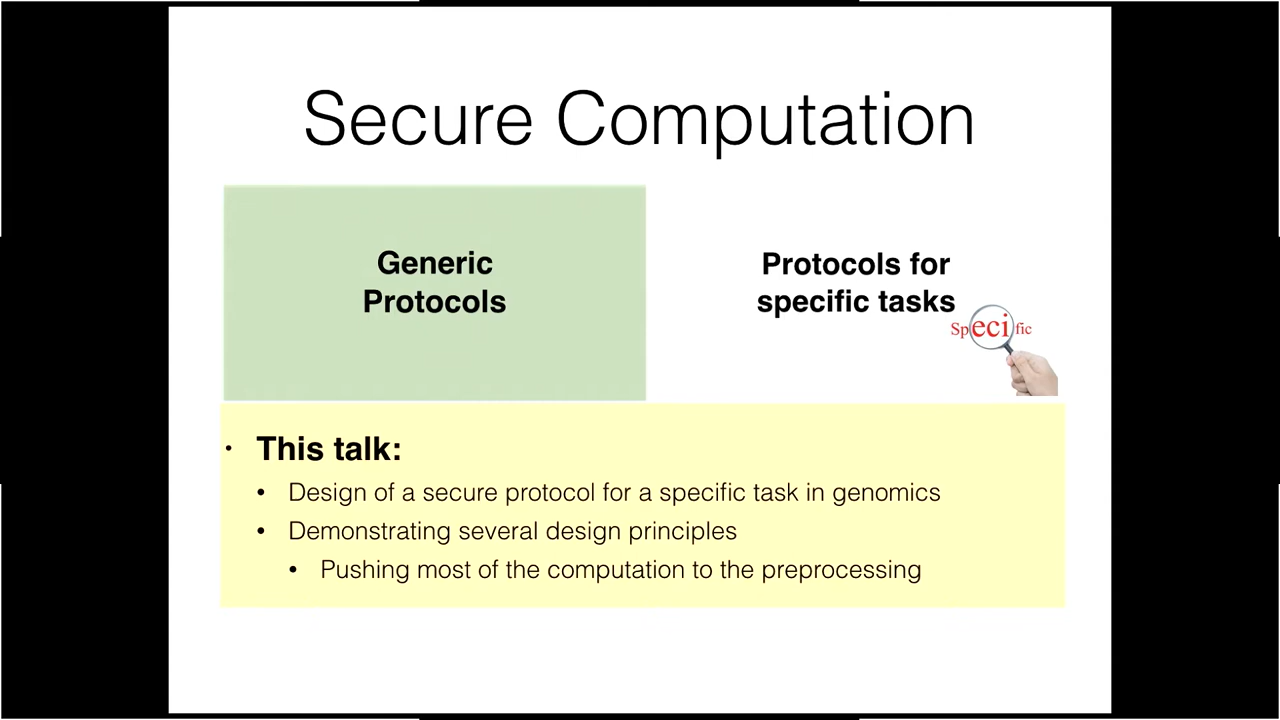 Secure Computation
Generic
Protocols
Protocols for
specific tasks
Specific
• This talk:
• Design of a secure protocol for a specific task in genomics
• Demonstrating several design principles
• Pushing most of the computation to the preprocessing